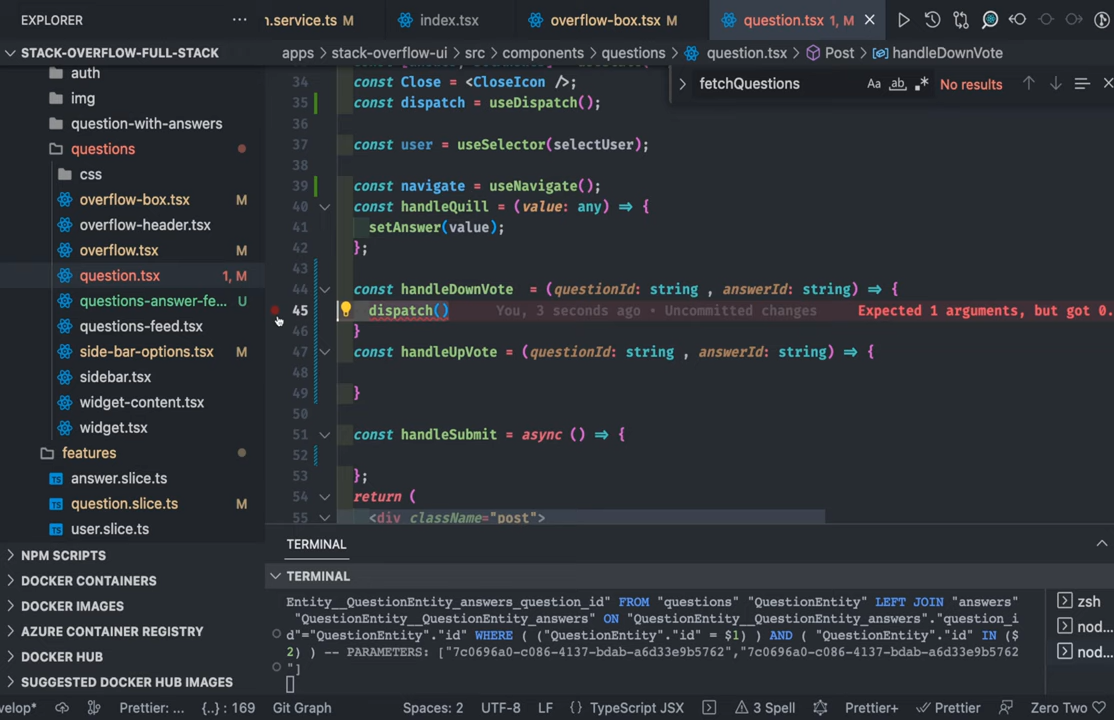 EXPLORER
n.service.ts M
index.tsx
overflow-box.tsx M
question.tsx 1, M
STACK-OVERFLOW-FULL-STACK
apps > stack-overflow-ui > src > components > questions > question.tsx > Post > handleDownVote
auth
img
question-with-answers
questions
css
overflow-box.tsx M
overflow-header.tsx
overflow.tsx M
question.tsx 1, M
questions-answer-fe... U
questions-feed.tsx
side-bar-options.tsx M
sidebar.tsx
widget-content.tsx
widget.tsx
features
answer.slice.ts
question.slice.ts M
user.slice.ts
NPM SCRIPTS
DOCKER CONTAINERS
DOCKER IMAGES
AZURE CONTAINER REGISTRY
DOCKER HUB
SUGGESTED DOCKER HUB IMAGES
fetchQuestions Aa ab .* No results
34 const Close = <CloseIcon />;
35 const dispatch = useDispatch();
36
37 const user = useSelector(selectUser);
38
39 const navigate = useNavigate();
40 const handleQuill = (value: any) => {
41 setAnswer(value);
42 };
43
44 const handleDownVote = (questionId: string , answerId: string) => {
45 dispatch() You, 3 seconds ago • Uncommitted changes Expected 1 arguments, but got 0.
46 }
47 const handleUpVote = (questionId: string , answerId: string) => {
48
49 }
50
51 const handleSubmit = async () => {
52
53 };
54 return (
55 <div className="post">
TERMINAL
TERMINAL
Entity__QuestionEntity_answers_question_id" FROM "questions" "QuestionEntity" LEFT JOIN "answers"
"QuestionEntity__QuestionEntity_answers" ON "QuestionEntity__QuestionEntity_answers"."question_i
d"="QuestionEntity"."id" WHERE ( ("QuestionEntity"."id" = $1) ) AND ( "QuestionEntity"."id" IN ($
2) ) -- PARAMETERS: ["7c0696a0-c086-4137-bdab-a6d33e9b5762","7c0696a0-c086-4137-bdab-a6d33e9b5762
"]
zsh
nod...
nod...
velop* Prettier: ... {..} : 169 Git Graph Spaces: 2 UTF-8 LF {} TypeScript JSX 3 Spell Prettier+ Prettier Zero Two